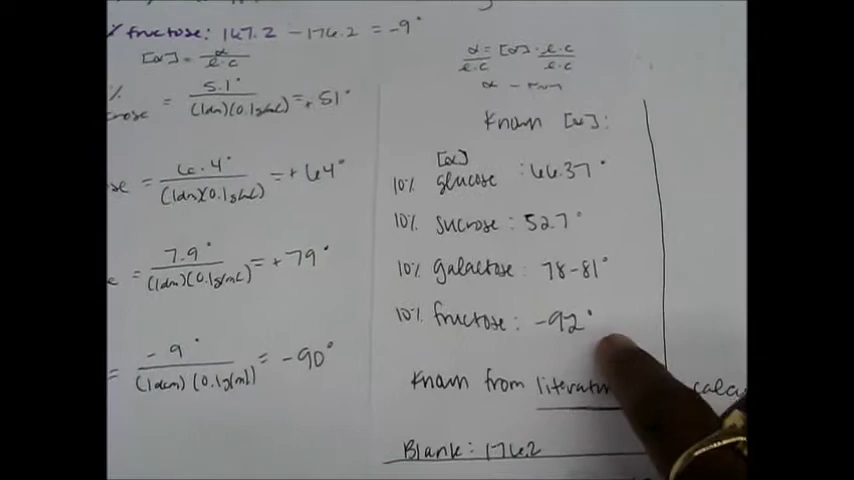 % fructose: 167.2 - 176.2 = -9°
[α] = α / l·c
= 5.1° / (1dm)(0.1g/mL) = +51°
= 6.4° / (1dm)(0.1g/mL) = +64°
= 7.9° / (1dm)(0.1g/mL) = +79°
= -9° / (1dm)(0.1g/ml) = -90°
α / l·c = [α] · l·c / l·c
α -
Known [α]:
[α]
10% glucose : 66.37°
10% sucrose : 52.7°
10% galactose : 78-81°
10% fructose : -92°
Known from
Blank: 176.2